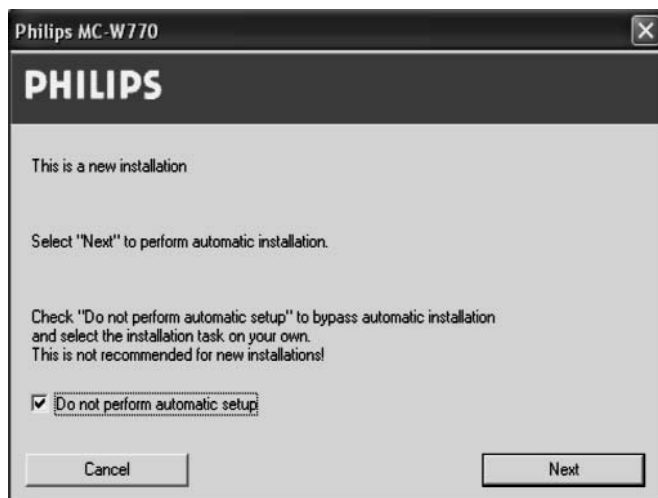 Philips MC-W770
PHILIPS
This is a new installation
Select "Next" to perform automatic installation.
Check "Do not perform automatic setup" to bypass automatic installation
and select the installation task on your own.
This is not recommended for new installations!
Do not perform automatic setup
Cancel
Next